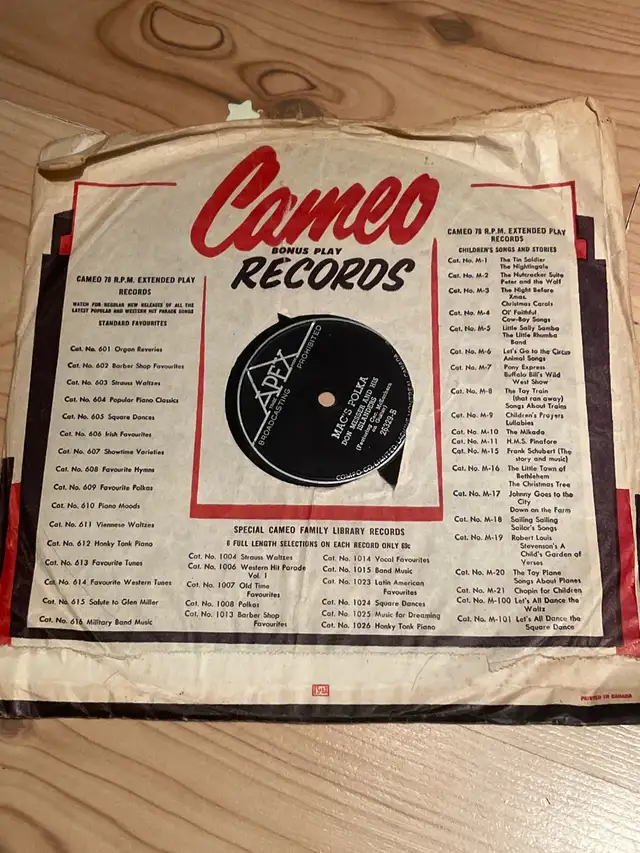 Cameo
BONUS PLAY
RECORDS
CAMEO 78 R.P.M. EXTENDED PLAY
RECORDS
WATCH FOR REGULAR NEW RELEASES OF ALL THE
LATEST POPULAR AND WESTERN HIT PARADE SONGS
STANDARD FAVOURITES
Cat. No. 601 Organ Reveries
Cat. No. 602 Barber Shop Favourites
Cat. No. 603 Strauss Waltzes
Cat. No. 604 Popular Piano Classics
Cat. No. 605 Square Dances
Cat. No. 606 Irish Favourites
Cat. No. 607 Showtime Varieties
Cat. No. 608 Favourite Hymns
Cat. No. 609 Favourite Polkas
Cat. No. 610 Piano Moods
Cat. No. 611 Viennese Waltzes
Cat. No. 612 Honky Tonk Piano
Cat. No. 613 Favourite Tunes
Cat. No. 614 Favourite Western Tunes
Cat. No. 615 Salute to Glen Miller
Cat. No. 616 Military Band Music
APEX
BROADCASTING PROHIBITED
MAC'S POLKA
DON MESSER AND HIS
ISLANDERS
on Clarinet)
25329-B
COMPO CO. LIMITED
SPECIAL CAMEO FAMILY LIBRARY RECORDS
6 FULL LENGTH SELECTIONS ON EACH RECORD ONLY 69c
Cat. No. 1004 Strauss Waltzes
Cat. No. 1006 Western Hit Parade
Vol. 1
Cat. No. 1007 Old Time
Favourites
Cat. No. 1008 Polkas
Cat. No. 1013 Barber Shop
Favourites
Cat. No. 1014 Vocal Favourites
Cat. No. 1015 Band Music
Cat. No. 1023 Latin American
Favourites
Cat. No. 1024 Square Dances
Cat. No. 1025 Music for Dreaming
Cat. No. 1026 Honky Tonk Piano
CAMEO 78 R.P.M. EXTENDED PLAY
RECORDS
CHILDREN'S SONGS AND STORIES
Cat. No. M-1 The Tin Soldier
The Nightingale
Cat. No. M-2 The Nutcracker Suite
Peter and the Wolf
Cat. No. M-3 The Night Before
Xmas.
Christmas Carols
Cat. No. M-4 Ol' Faithful
Cow-Boy Songs
Cat. No. M-5 Little Sally Samba
The Little Rhumba
Band
Cat. No. M-6 Let's Go to the Circus
Animal Songs
Cat. No. M-7 Pony Express
Buffalo Bill's Wild
West Show
Cat. No. M-8 The Toy Train
(that ran away)
Songs About Trains
Cat. No. M-9 Children's Prayers
Lullabies
Cat. No. M-10 The Mikado
Cat. No. M-11 H.M.S. Pinafore
Cat. No. M-15 Frank Schubert (The
story and music)
Cat. No. M-16 The Little Town of
Bethlehem
The Christmas Tree
Cat. No. M-17 Johnny Goes to the
City
Down on the Farm
Cat. No. M-18 Sailing Sailing
Sailor's Songs
Cat. No. M-19 Robert Louis
Stevenson's A
Child's Garden of
Verses
Cat. No. M-20 The Toy Plane
Songs About Planes
Cat. No. M-21 Chopin for Children
Cat. No. M-100 Let's All Dance the
Waltz
Cat. No. M-101 Let's All Dance the
Square Dance
PRINTED IN CANADA